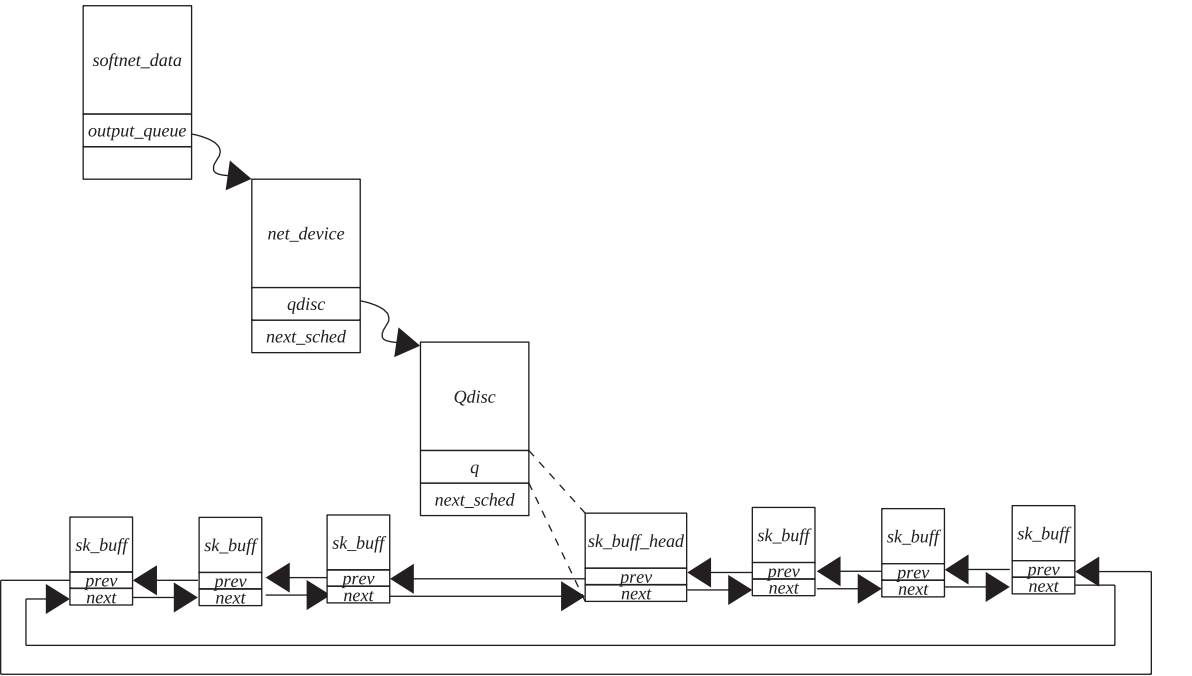 softnet_data
output_queue
net_device
qdisc
next_sched
Qdisc
q
next_sched
sk_buff
prev
next
sk_buff
prev
next
sk_buff
prev
next
sk_buff_head
prev
next
sk_buff
prev
next
sk_buff
prev
next
sk_buff
prev
next